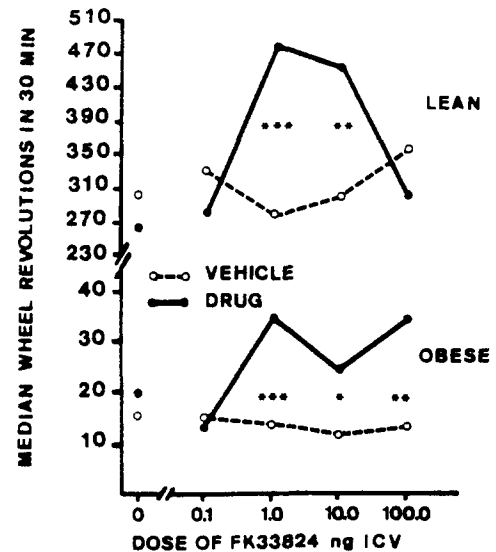 MEDIAN WHEEL REVOLUTIONS IN 30 MIN
510
470
430
390
350
310
270
230
*** **
LEAN
VEHICLE
DRUG
40
30
20
10
OBESE
*** * **
0 0.1 1.0 10.0 100.0
DOSE OF FK33824 ng ICV